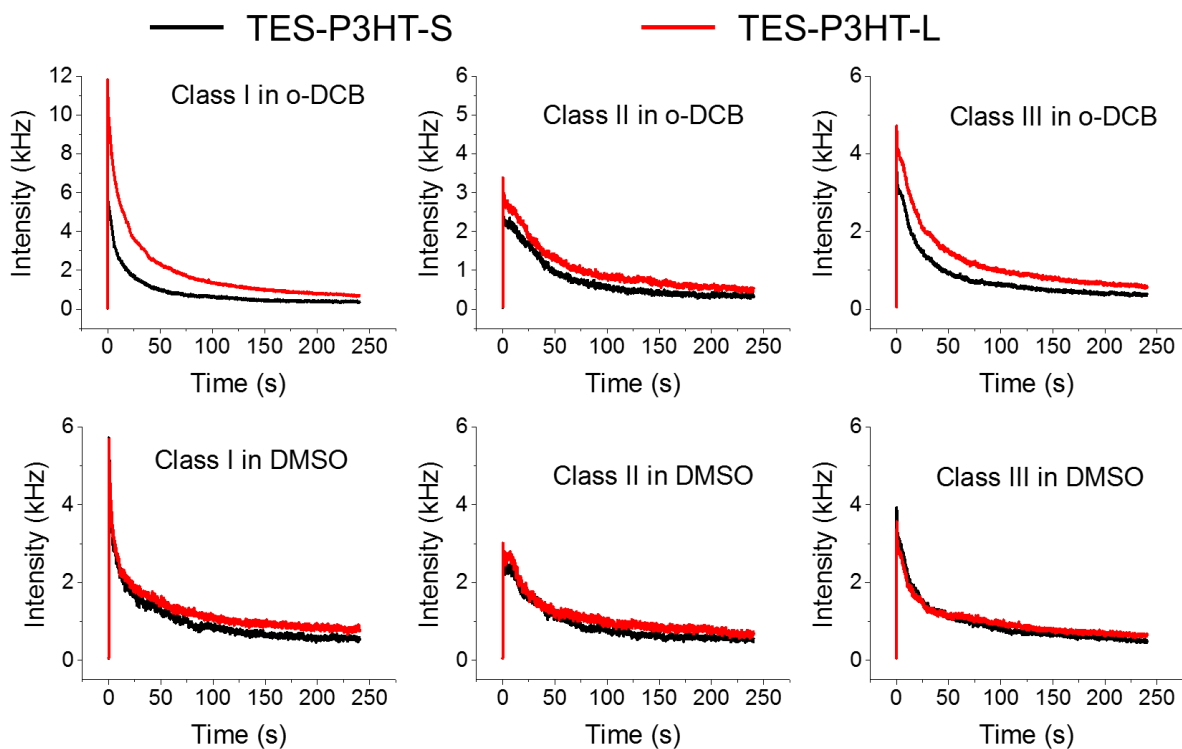 TES-P3HT-S TES-P3HT-L
Class I in o-DCB
Intensity (kHz)
12
10
8
6
4
2
0
0 50 100 150 200 250
Time (s)
Class II in o-DCB
Intensity (kHz)
6
5
4
3
2
1
0
0 50 100 150 200 250
Time (s)
Class III in o-DCB
Intensity (kHz)
6
4
2
0
0 50 100 150 200 250
Time (s)
Class I in DMSO
Intensity (kHz)
6
4
2
0
0 50 100 150 200 250
Time (s)
Class II in DMSO
Intensity (kHz)
6
4
2
0
0 50 100 150 200 250
Time (s)
Class III in DMSO
Intensity (kHz)
6
4
2
0
0 50 100 150 200 250
Time (s)